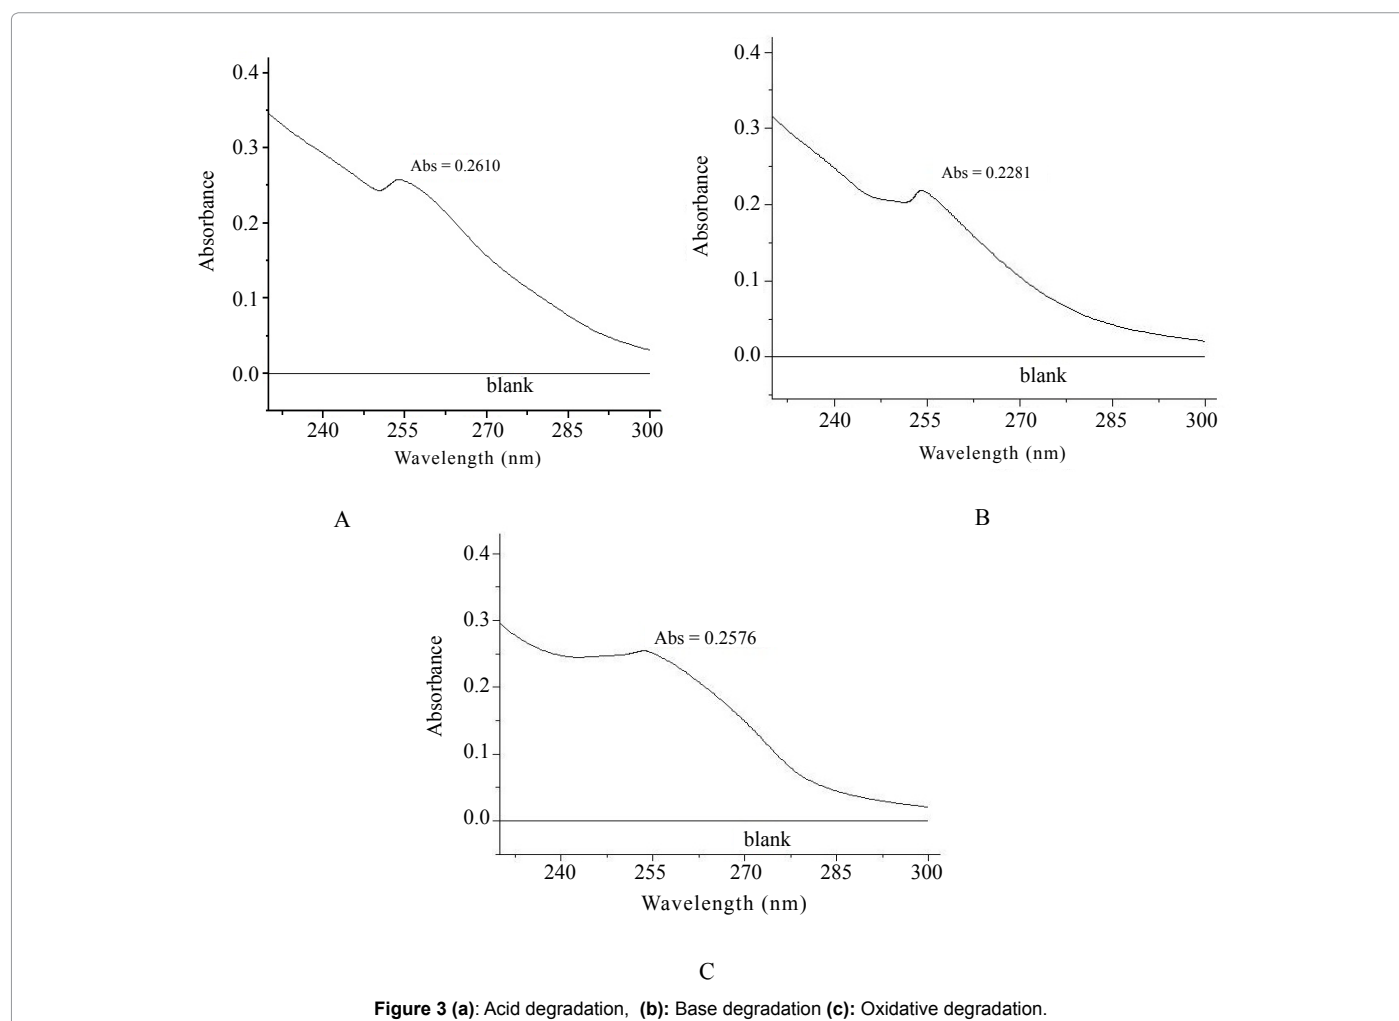 0.4
0.3
0.2
0.1
0.0
Absorbance
Abs = 0.2610
blank
240 255 270 285 300
Wavelength (nm)
A
0.4
0.3
0.2
0.1
0.0
Absorbance
Abs = 0.2281
blank
240 255 270 285 300
Wavelength (nm)
B
0.4
0.3
0.2
0.1
0.0
Absorbance
Abs = 0.2576
blank
240 255 270 285 300
Wavelength (nm)
C
Figure 3 (a): Acid degradation, (b): Base degradation (c): Oxidative degradation.